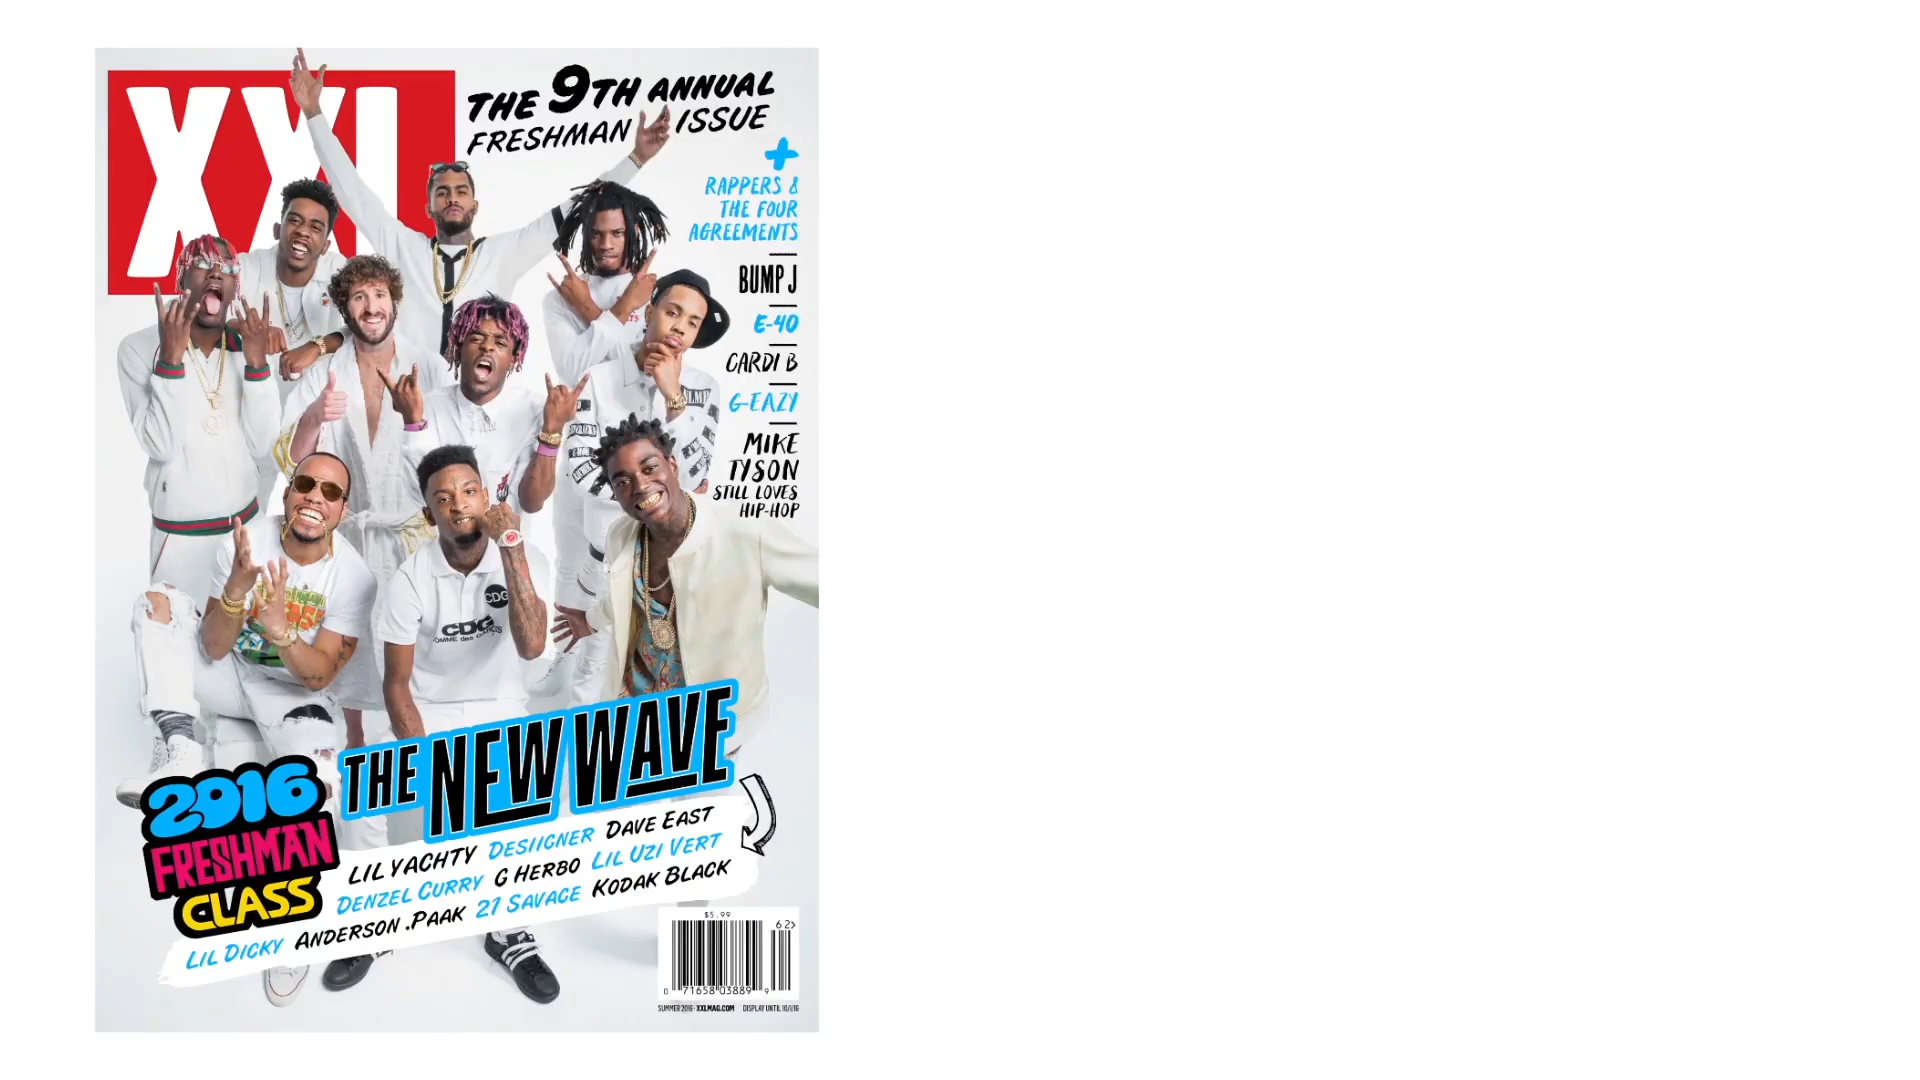 XXL
THE 9TH ANNUAL
FRESHMAN ISSUE
+
RAPPERS &
THE FOUR
AGREEMENTS
BUMP J
E-40
CARDI B
G-EAZY
MIKE
TYSON
STILL LOVES
HIP-HOP
CDG
CDG
THE NEW WAVE
2016
FRESHMAN
CLASS
LIL YACHTY DESIIGNER DAVE EAST
DENZEL CURRY G HERBO LIL UZI VERT
LIL DICKY ANDERSON .PAAK 21 SAVAGE KODAK BLACK
$5.99
62>
0 71658 03889 9
SUMMER 2016 · XXLMAG.COM DISPLAY UNTIL 10/1/16